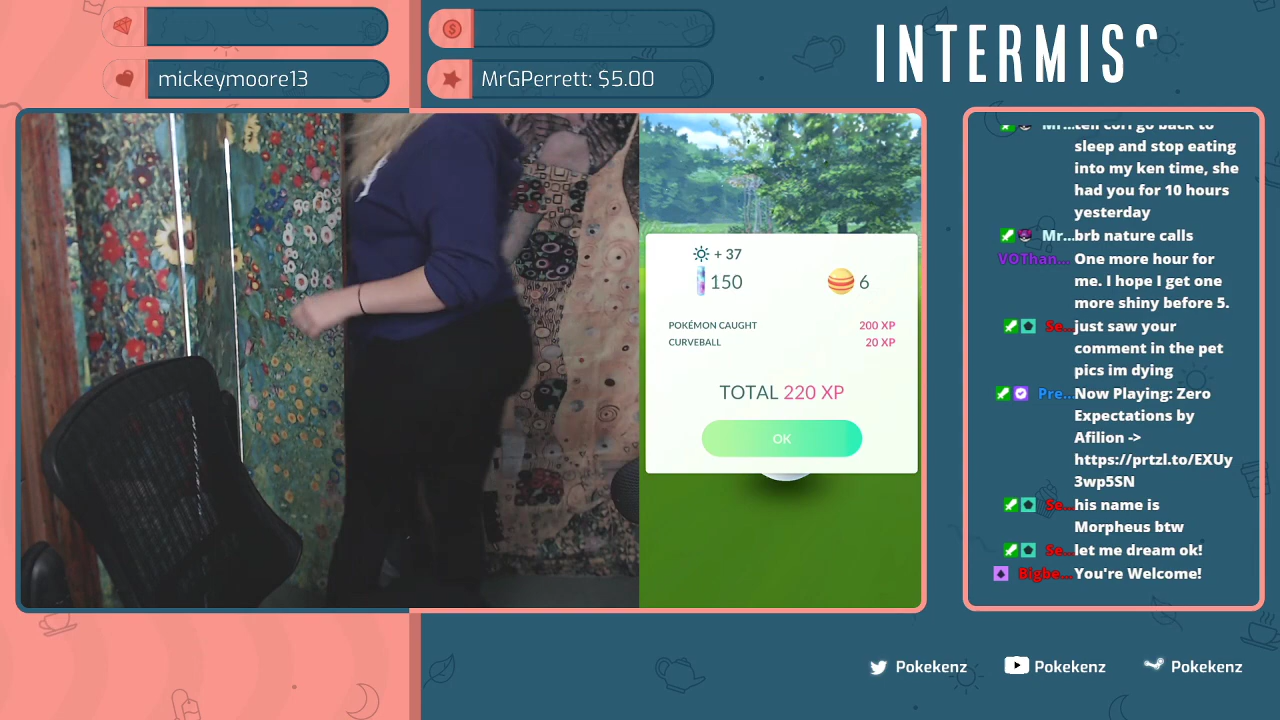 INTERMIS
mickeymoore13
MrGPerrett: $5.00
+ 37
150
6
POKÉMON CAUGHT 200 XP
CURVEBALL 20 XP
TOTAL 220 XP
OK
sleep and stop eating
into my ken time, she
had you for 10 hours
yesterday
Mr... brb nature calls
VOThan... One more hour for
me. I hope I get one
more shiny before 5.
Se... just saw your
comment in the pet
pics im dying
Pre... Now Playing: Zero
Expectations by
Afilion ->
https://prtzl.to/EXUy
3wp5SN
Se... his name is
Morpheus btw
Se... let me dream ok!
Bigbe... You're Welcome!
Pokekenz
Pokekenz
Pokekenz